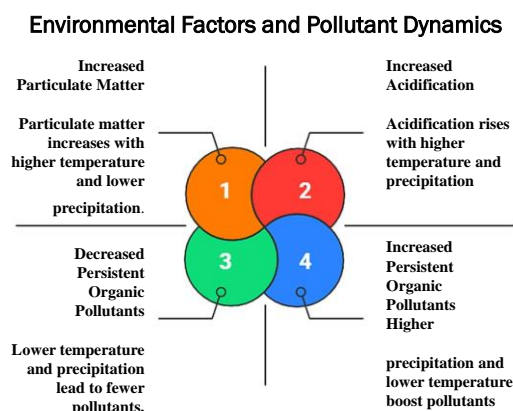 Environmental Factors and Pollutant Dynamics
Increased
Particulate Matter
Particulate matter
increases with
higher temperature
and lower
precipitation.
Increased
Acidification
Acidification rises
with higher
temperature and
precipitation
1
2
3
4
Decreased
Persistent
Organic
Pollutants
Lower temperature
and precipitation
lead to fewer
pollutants.
Increased
Persistent
Organic
Pollutants
Higher
precipitation and
lower temperature
boost pollutants